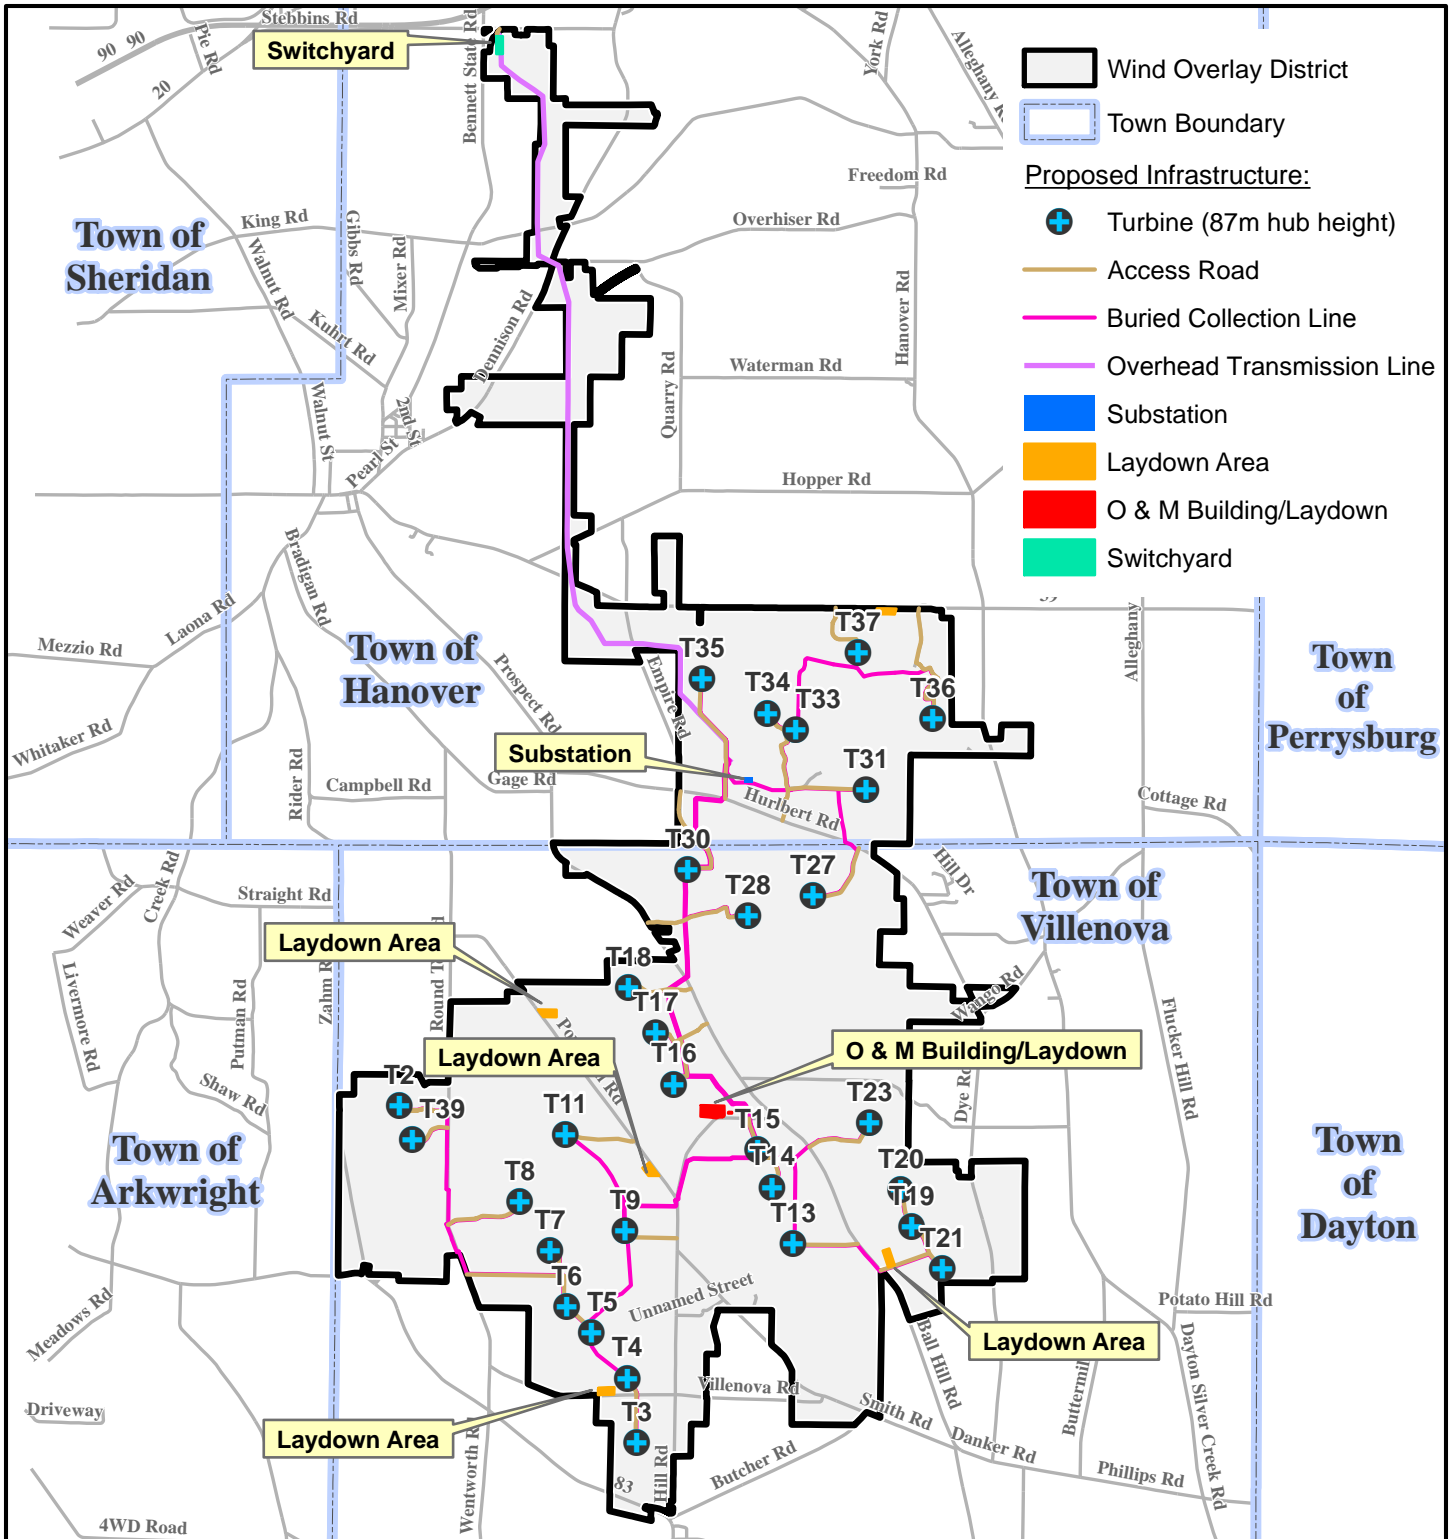 Stebbins Rd
90
90
Pie Rd
20
Switchyard
Bennett State Rd
York Rd
Alleghany R
Wind Overlay District
Town Boundary
Proposed Infrastructure:
Turbine (87m hub height)
Access Road
Buried Collection Line
Overhead Transmission Line
Substation
Laydown Area
O & M Building/Laydown
Switchyard
Freedom Rd
Overhiser Rd
King Rd
Gibbs Rd
Mixer Rd
Town of
Sheridan
Walnut Rd
Kuhrt Rd
Dennison Rd
Hanover Rd
Waterman Rd
Quarry Rd
Walnut St
2nd St
Pearl St
Hopper Rd
Bradigan Rd
Laona Rd
Mezzio Rd
Whitaker Rd
Town of
Hanover
Prospect Rd
Empire Rd
Alleghany
39
Town
of
Perrysburg
T37
T35
T34
T33
T36
T31
Substation
Gage Rd
Campbell Rd
Rider Rd
Hurlbert Rd
Cottage Rd
T30
T28
T27
Hill Dr
Town of
Villenova
Weaver Rd
Creek Rd
Straight Rd
Livermore Rd
Putman Rd
Zahm R
Round T
d
Shaw Rd
Laydown Area
T18
T17
T16
Po
Rd
Laydown Area
O & M Building/Laydown
Wango Rd
Flucker Hill Rd
Dye Rd
T2
T39
T11
T15
T14
T23
Town of
Arkwright
T8
T7
T9
T13
T20
T19
T21
Town
of
Dayton
T6
T5
T4
T3
Unnamed Street
Meadows Rd
Driveway
4WD Road
Laydown Area
Laydown Area
Villenova Rd
Wentworth R
Hill Rd
83
Butcher Rd
Smith Rd
Ball Hill Rd
Danker Rd
Buttermil
Phillips Rd
Potato Hill Rd
Dayton Silver Creek Rd